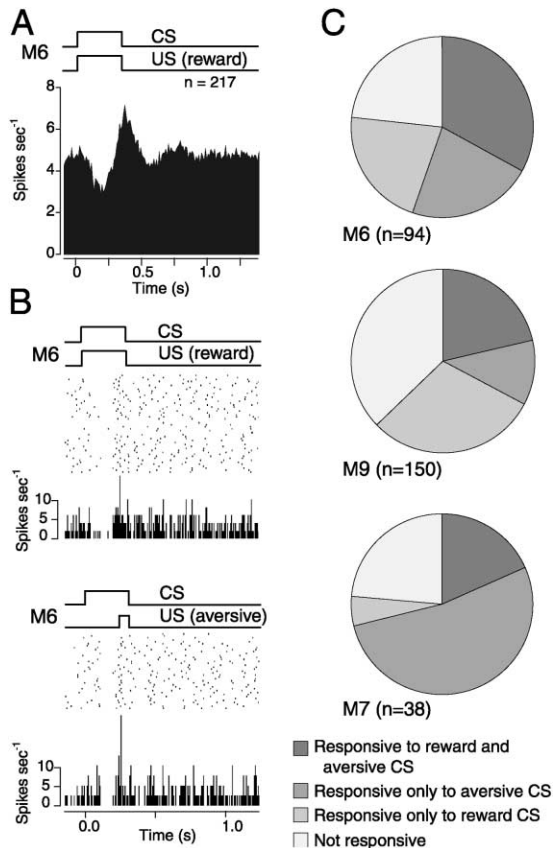 A
M6
CS
US (reward)
n = 217
Spikes sec-1
8
6
4
2
0
0
0.5
1.0
Time (s)
B
M6
CS
US (reward)
Spikes sec-1
10
5
0
M6
CS
US (aversive)
Spikes sec-1
10
5
0
0.0
1.0
Time (s)
C
M6 (n=94)
M9 (n=150)
M7 (n=38)
Responsive to reward and
aversive CS
Responsive only to aversive CS
Responsive only to reward CS
Not responsive